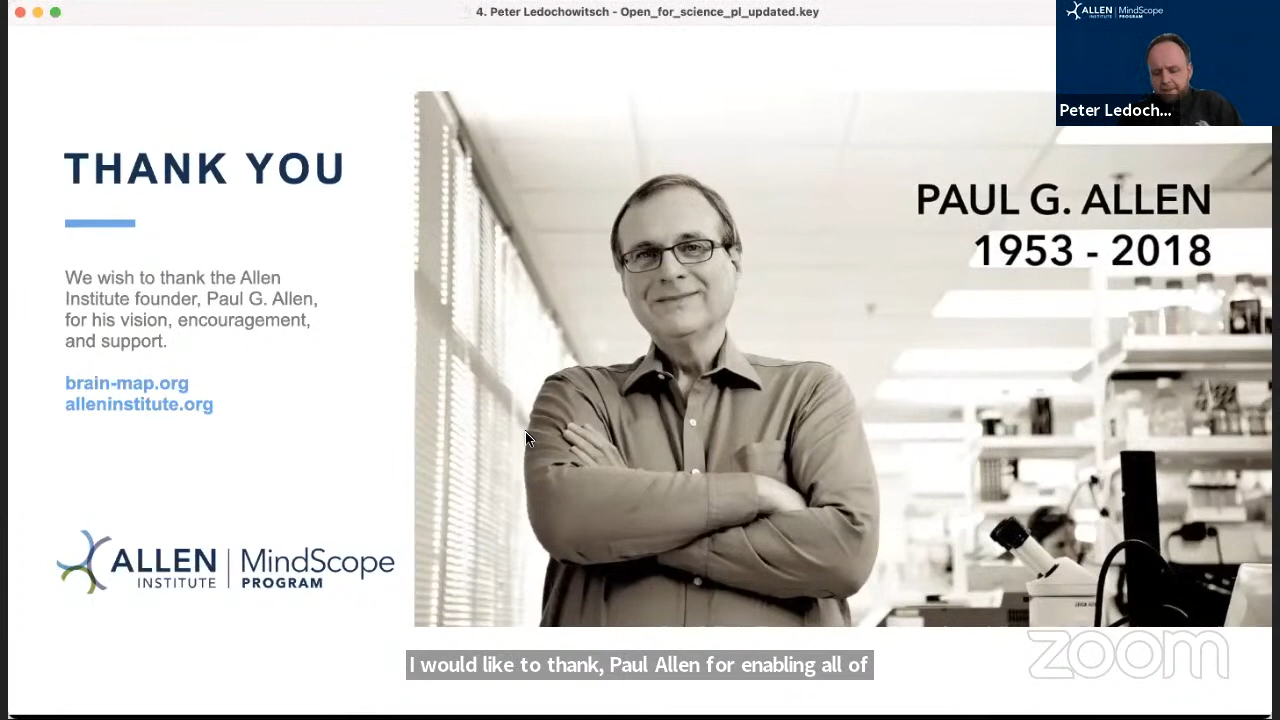 4. Peter Ledochowitsch - Open_for_science_pl_updated.key
ALLEN | MindScope
PROGRAM
Peter Ledoch...
THANK YOU
PAUL G. ALLEN
1953 - 2018
We wish to thank the Allen
Institute founder, Paul G. Allen,
for his vision, encouragement,
and support.
brain-map.org
alleninstitute.org
ALLEN | MindScope
INSTITUTE PROGRAM
I would like to thank, Paul Allen for enabling all of
zoom